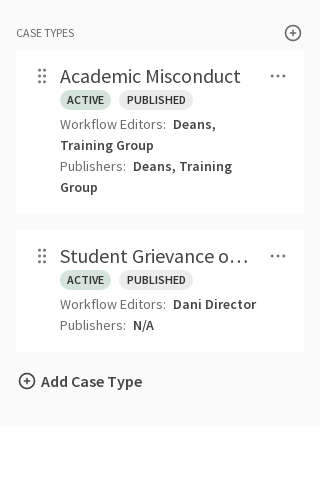 CASE TYPES
Academic Misconduct
ACTIVE PUBLISHED
Workflow Editors: Deans,
Training Group
Publishers: Deans, Training
Group
Student Grievance o…
ACTIVE PUBLISHED
Workflow Editors: Dani Director
Publishers: N/A
Add Case Type